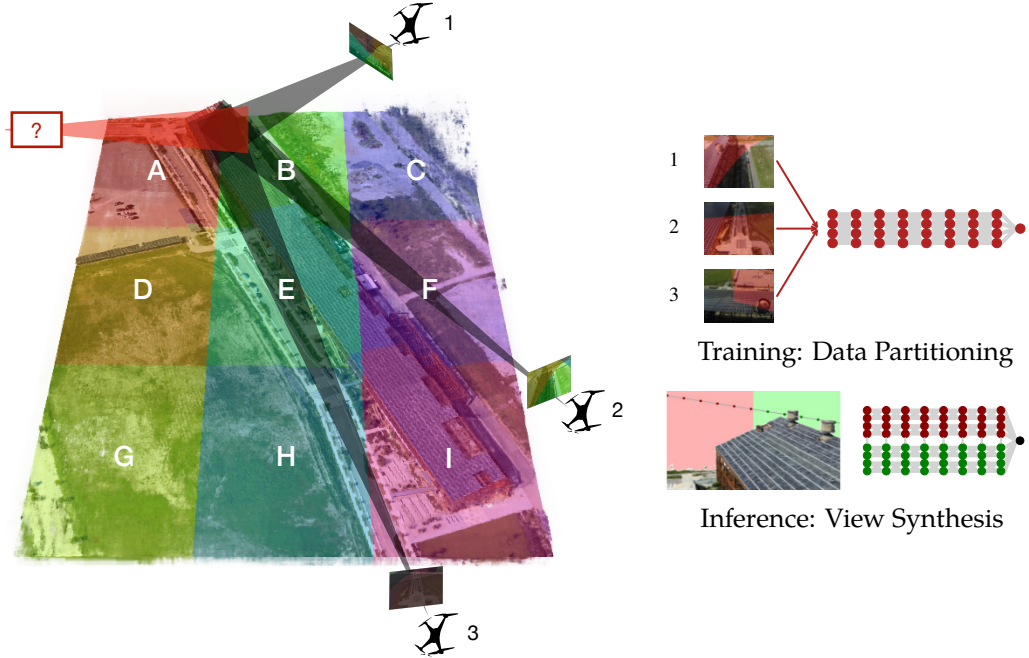 1
?
A B C
D E F
2
G H I
3
1
2
3
Training: Data Partitioning
Inference: View Synthesis